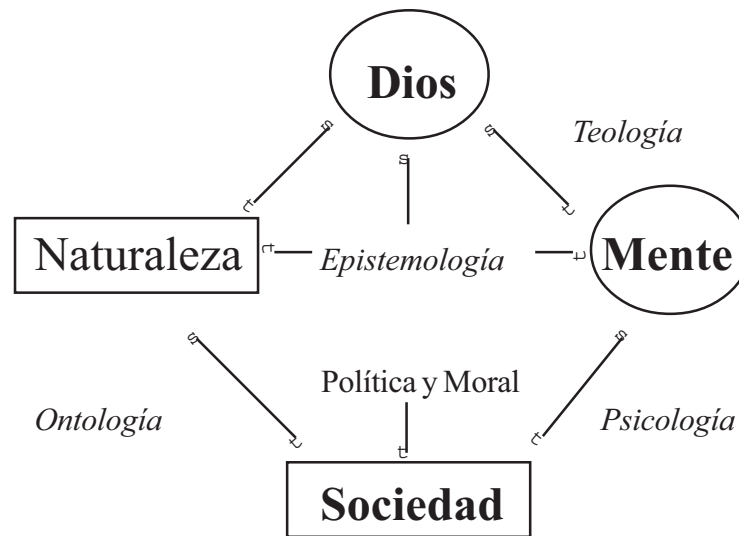 Dios
Teología
Naturaleza
Epistemología
Mente
Política y Moral
Ontología
Psicología
Sociedad